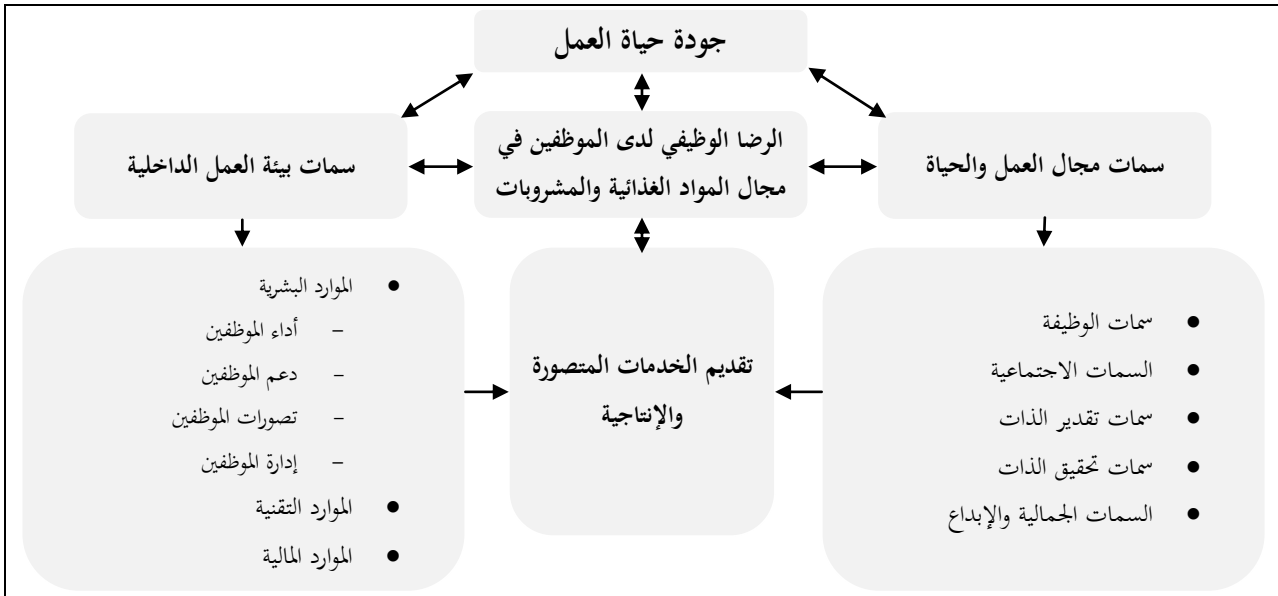 جودة حياة العمل
سمات مجال العمل والحياة
الرضا الوظيفي لدى الموظفين في
مجال المواد الغذائية والمشروبات
سمات بيئة العمل الداخلية
● سمات الوظيفة
● السمات الاجتماعية
● سمات تقدير الذات
● سمات تحقيق الذات
● السمات الجمالية والإبداع
تقديم الخدمات المتصورة
والإنتاجية
● الموارد البشرية
– أداء الموظفين
– دعم الموظفين
– تصورات الموظفين
– إدارة الموظفين
● الموارد التقنية
● الموارد المالية